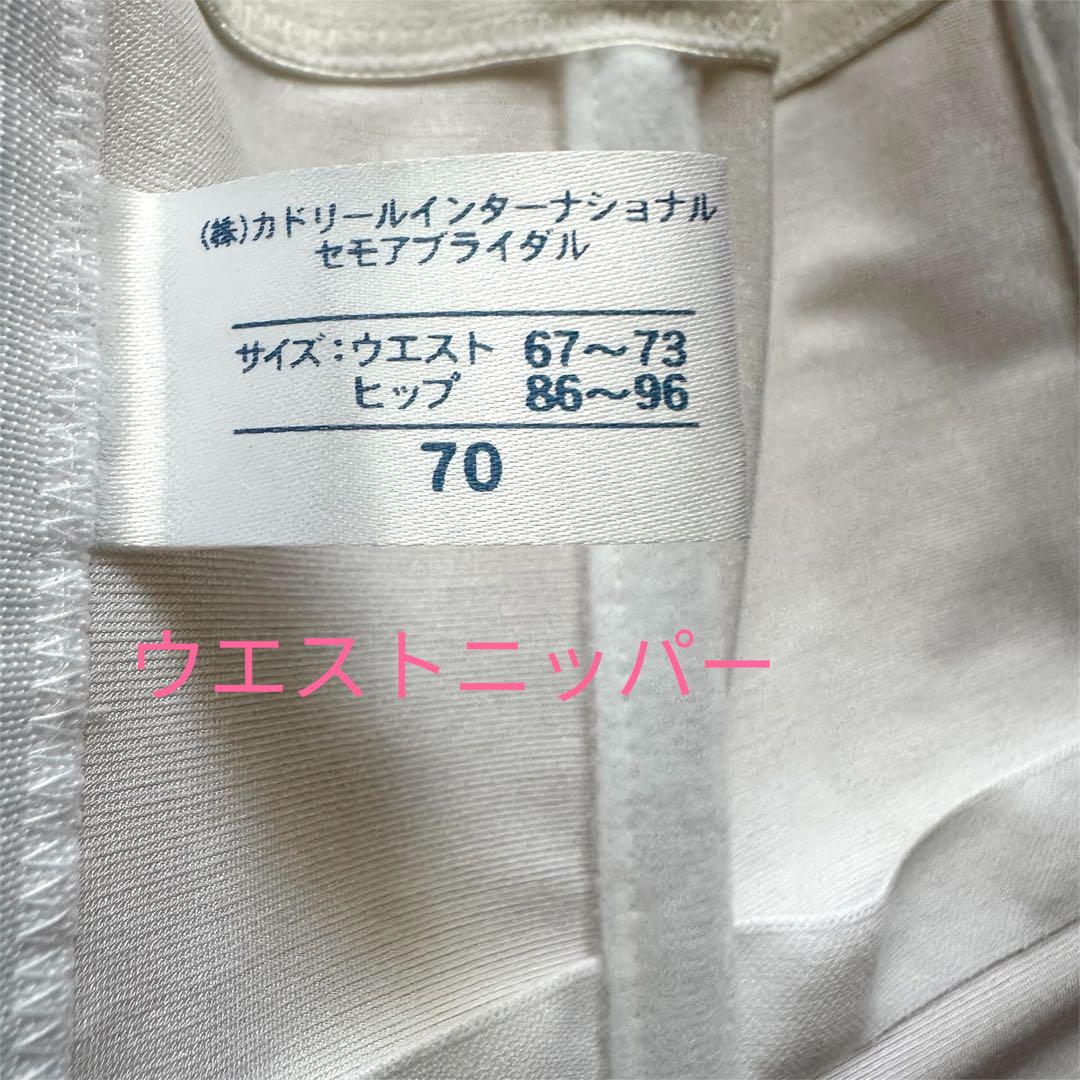 (株)カドリールインターナショナル
セモアブライダル
サイズ：ウエスト 67〜73
ヒップ 86〜96
70
ウエストニッパー